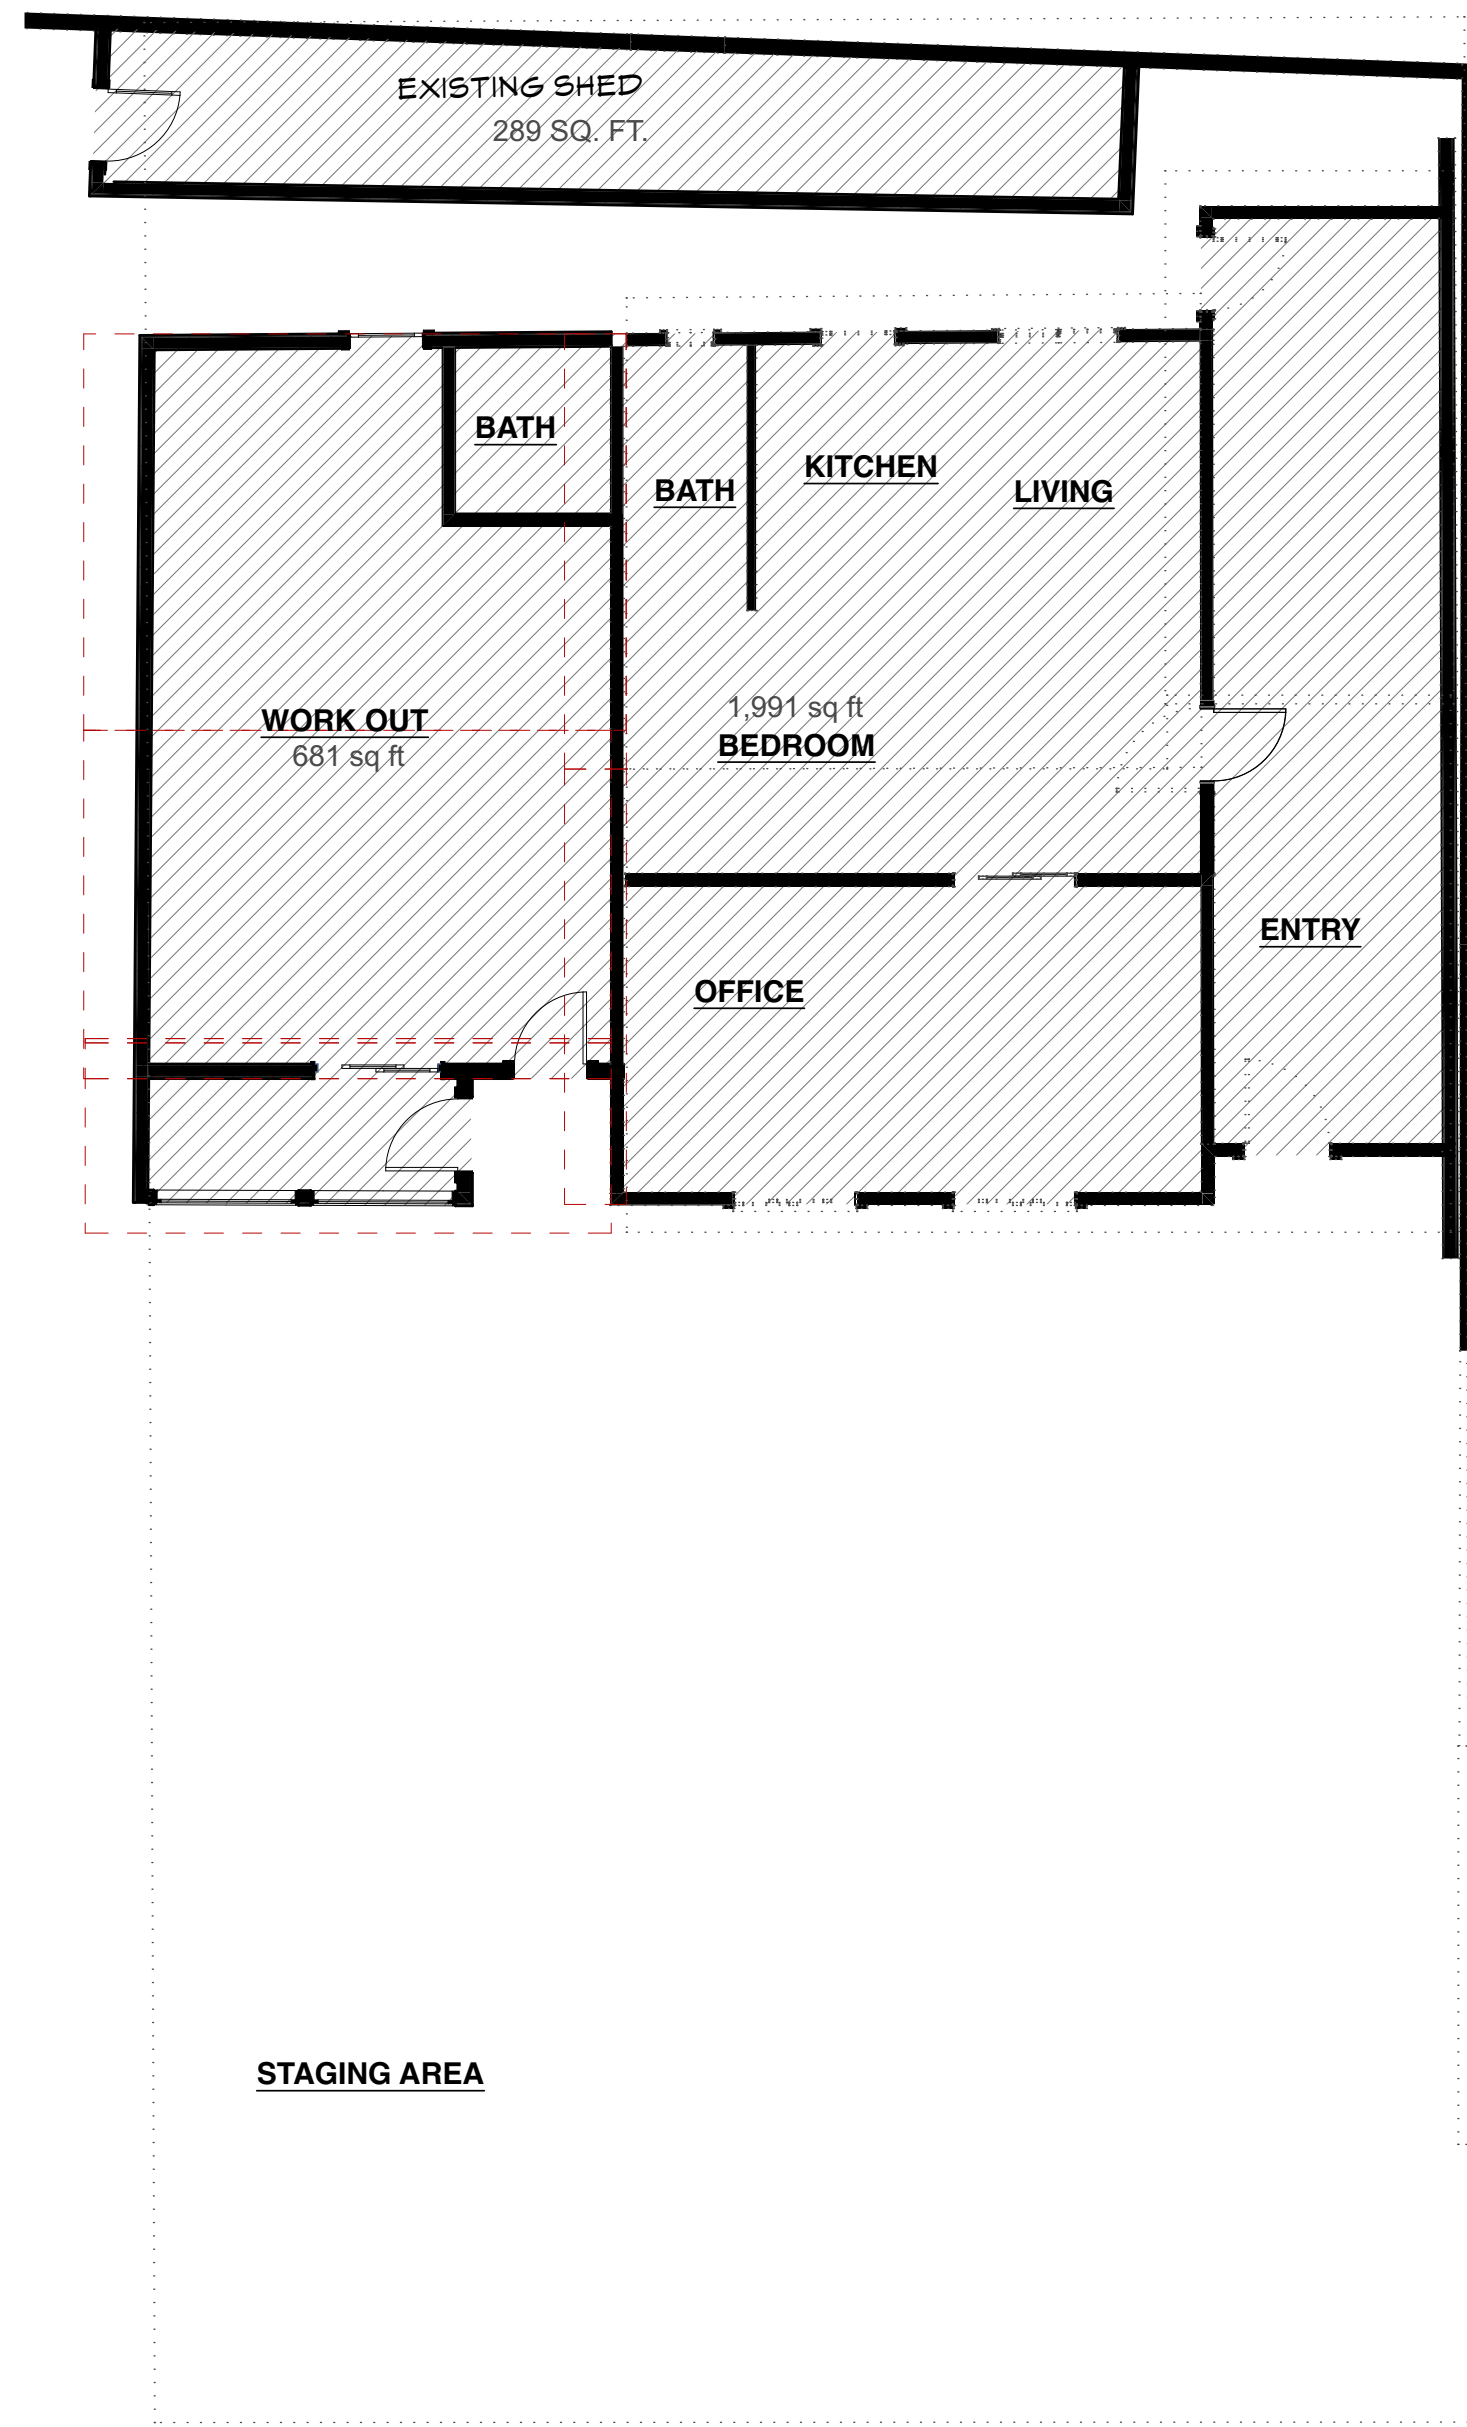 EXISTING SHED
289 SQ. FT.
BATH
KITCHEN
BATH
LIVING
1,991 sq ft
WORK OUT
BEDROOM
681 sq ft
ENTRY
OFFICE
STAGING AREA